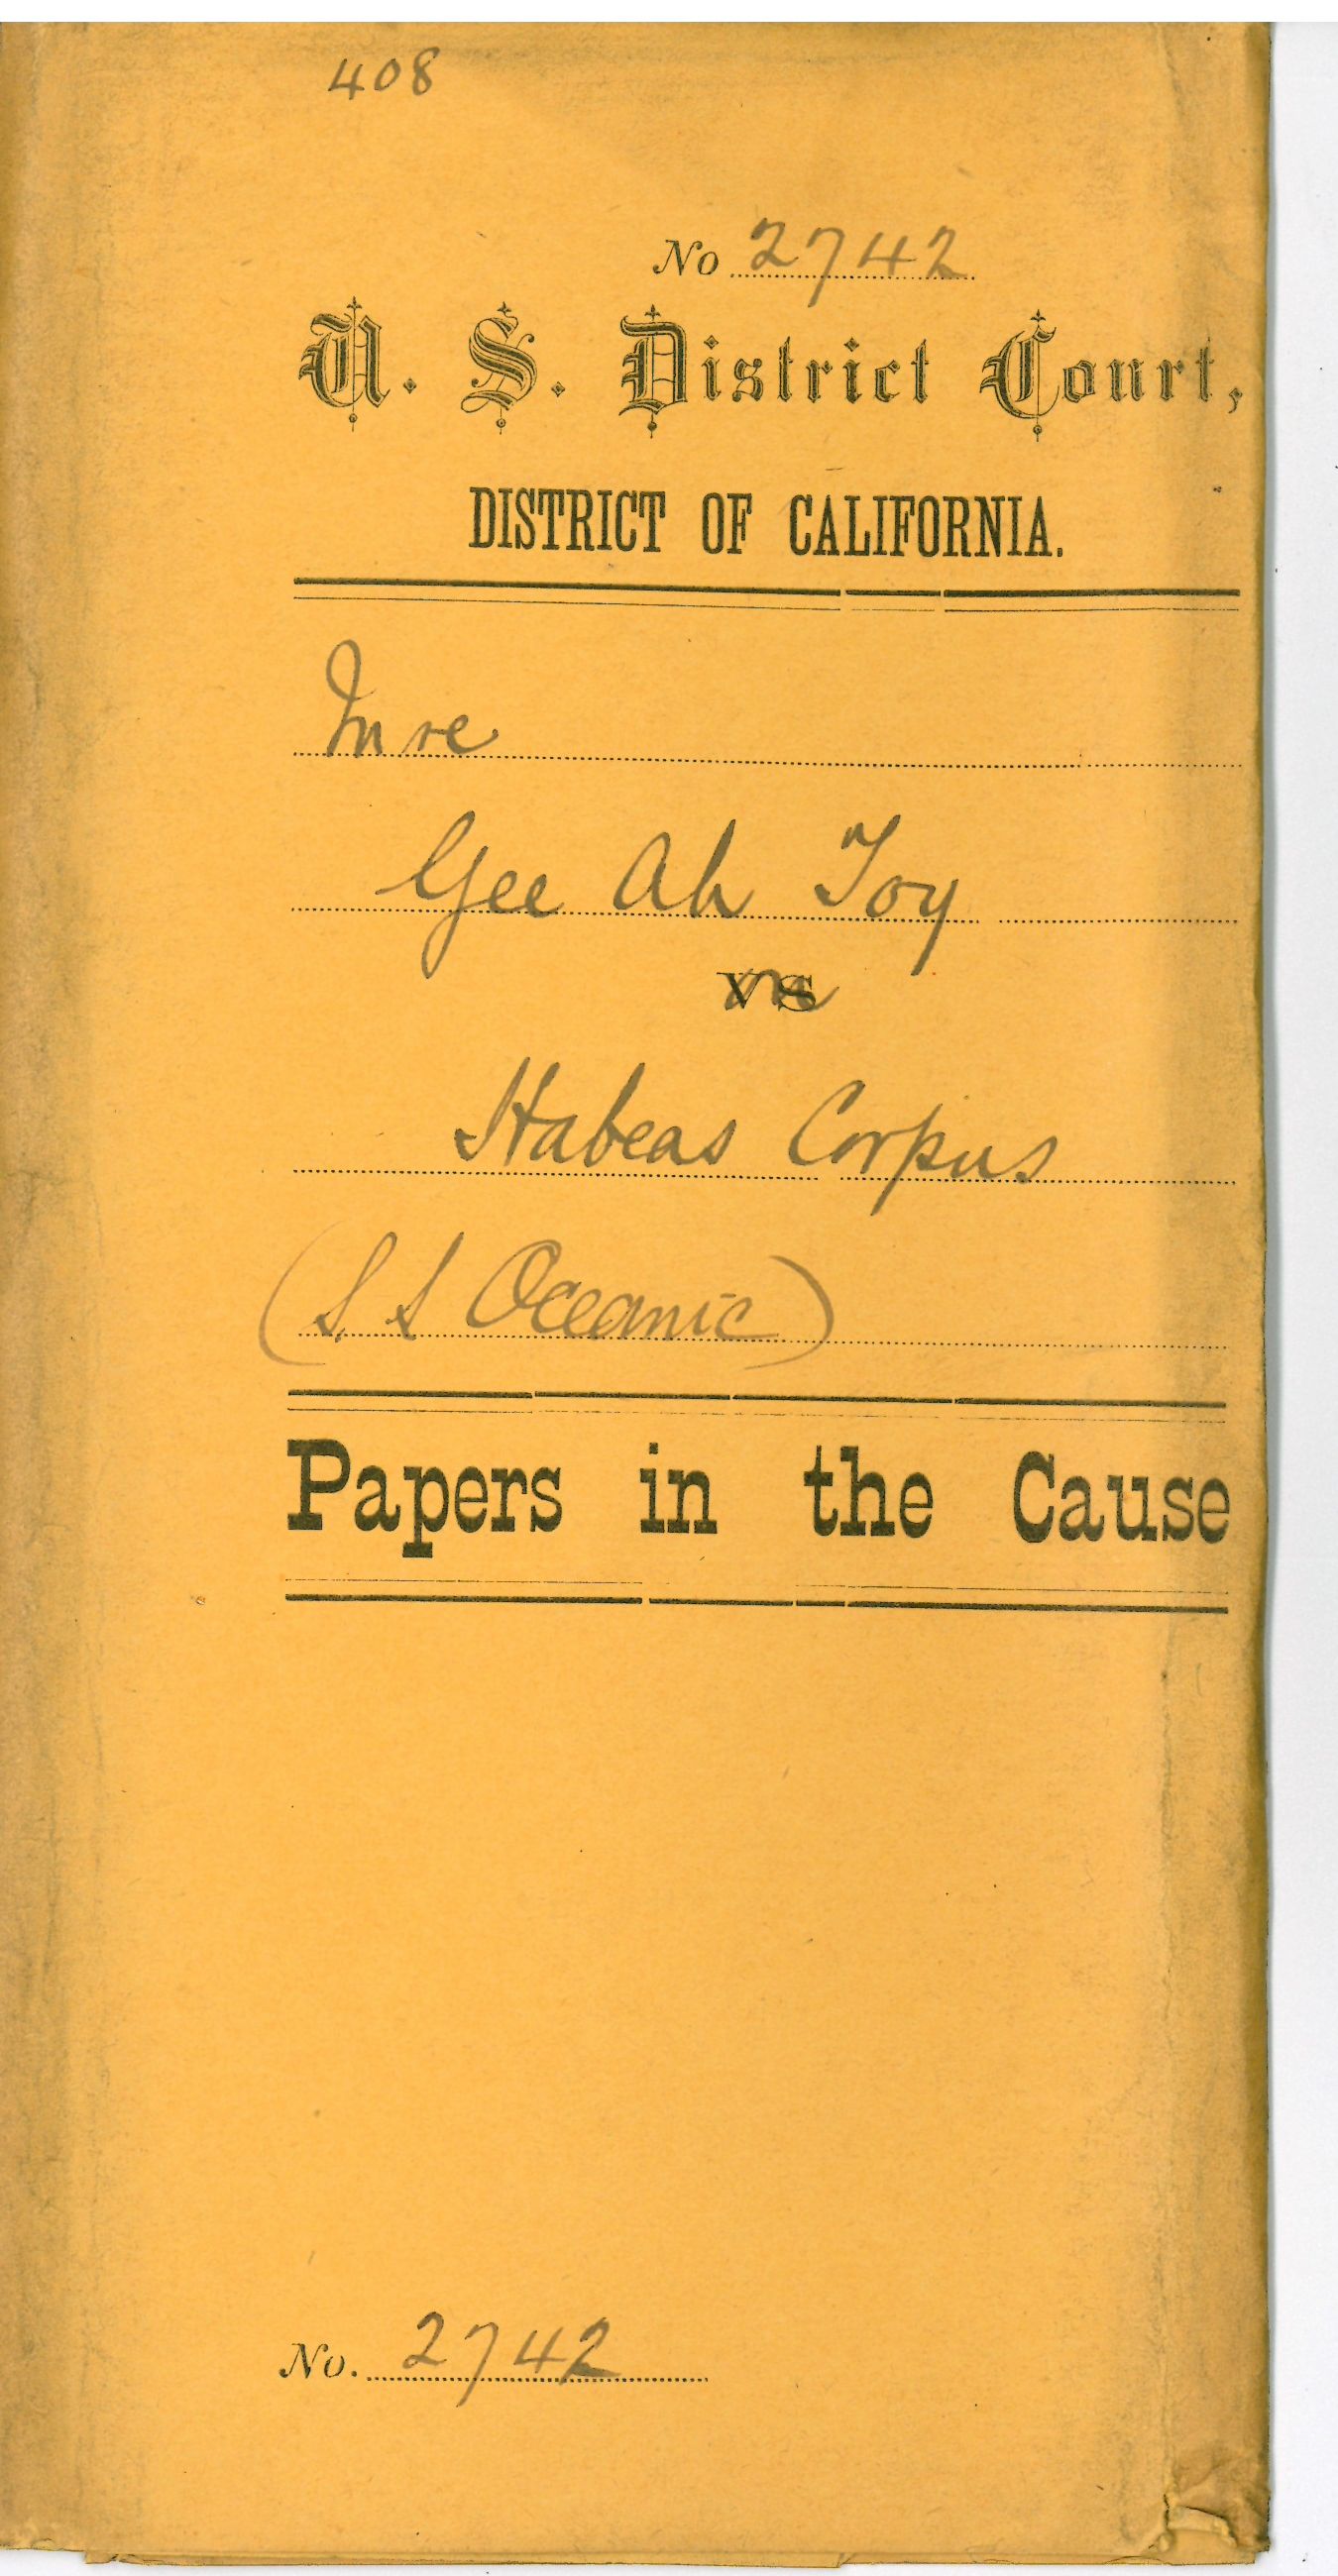 408
No 2742
U. S. District Court,
DISTRICT OF CALIFORNIA.
In re
Gee Ah Toy
on
Habeas Corpus
(S. S Oceanic)
Papers in the Cause
No. 2742